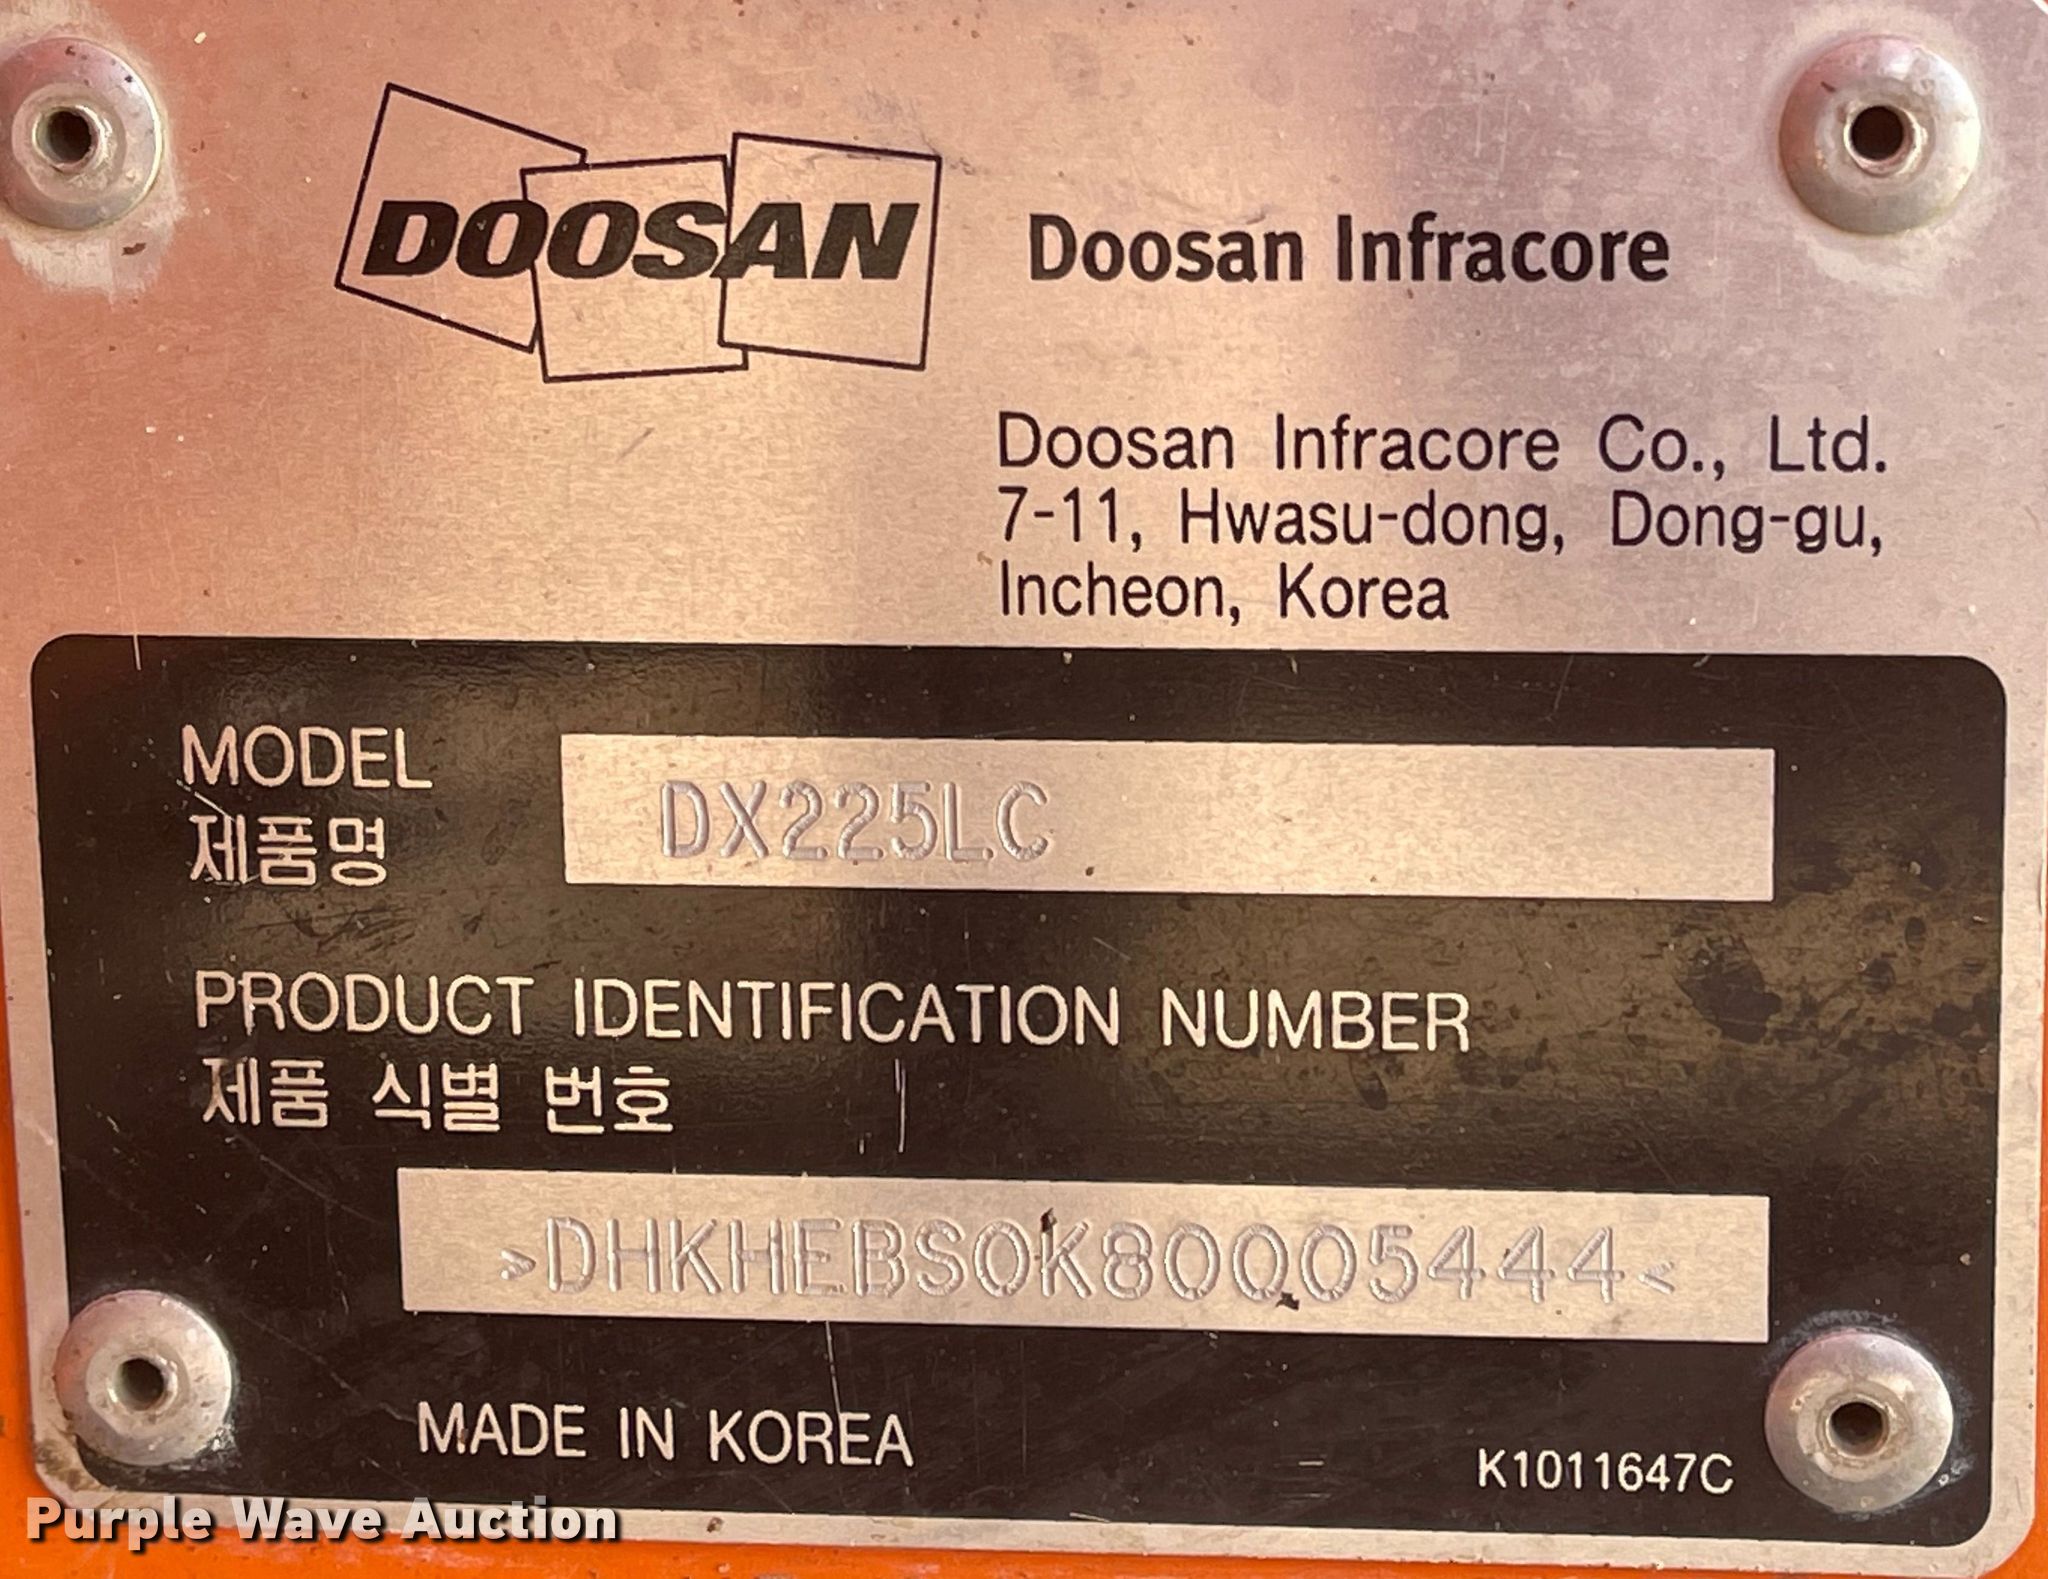 DOOSAN Doosan Infracore
Doosan Infracore Co., Ltd.
7-11, Hwasu-dong, Dong-gu,
Incheon, Korea
MODEL
제품명
DX225LC
PRODUCT IDENTIFICATION NUMBER
제품 식별 번호
>DHKHEBS0K80005444<
MADE IN KOREA
K1011647C
Purple Wave Auction